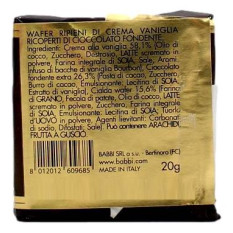 WAFER RIPIENI DI CREMA VANIGLIA
RICOPERTI DI CIOCCOLATO FONDENTE.
Ingredienti: Crema alla vaniglia 58,1% (Olio di
cocco, Zucchero, Destrosio, LATTE scremato in
polvere, Farina integrale di SOIA, Sale, Aromi,
infuso di bacche di vaniglia Bourbon), Cioccolato
fondente extra 26,3% (Pasta di cacao, Zucchero,
Burro di cacao, Emulsionante: Lecitina di SOIA,
Estratto di vaniglia), Cialda wafer 15,6% (Farina
di GRANO, Fecola di patate, Olio di cocco, LATTE
scremato in polvere, Zucchero, Farina integrale
di SOIA, Emulsionante: Lecitina di SOIA, Tuorlo
d'UOVO in polvere, Agenti lievitanti: Carbonati
di sodio, Difosfati, Sale). Può contenere ARACHIDI,
FRUTTA A GUSCIO.
8 012012 609685
BABBI SRL Bertinoro (FC)
www.babbi.com
MADE IN ITALY
20g